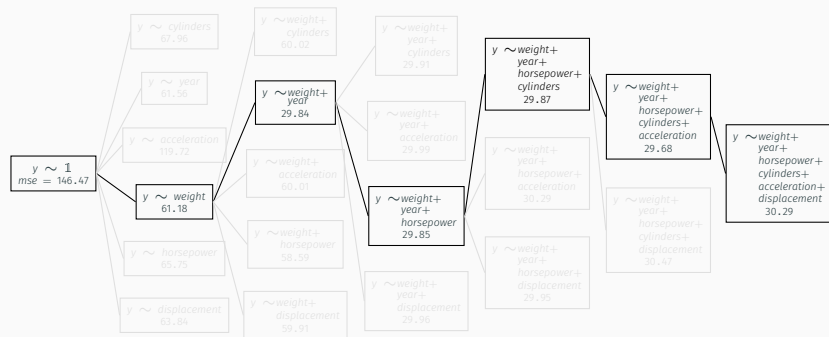 y ∼ 𝟙
mse = 146.47
y ∼ cylinders
67.96
y ∼ year
61.56
y ∼ acceleration
119.72
y ∼ weight
61.18
y ∼ horsepower
65.75
y ∼ displacement
63.84
y ∼weight+
cylinders
60.02
y ∼weight+
year
29.84
y ∼weight+
acceleration
60.01
y ∼weight+
horsepower
58.59
y ∼weight+
displacement
59.91
y ∼weight+
year+
cylinders
29.91
y ∼weight+
year+
acceleration
29.99
y ∼weight+
year+
horsepower
29.85
y ∼weight+
year+
displacement
29.96
y ∼weight+
year+
horsepower+
cylinders
29.87
y ∼weight+
year+
horsepower+
acceleration
30.29
y ∼weight+
year+
horsepower+
displacement
29.95
y ∼weight+
year+
horsepower+
cylinders+
acceleration
29.68
y ∼weight+
year+
horsepower+
cylinders+
displacement
30.47
y ∼weight+
year+
horsepower+
cylinders+
acceleration+
displacement
30.29